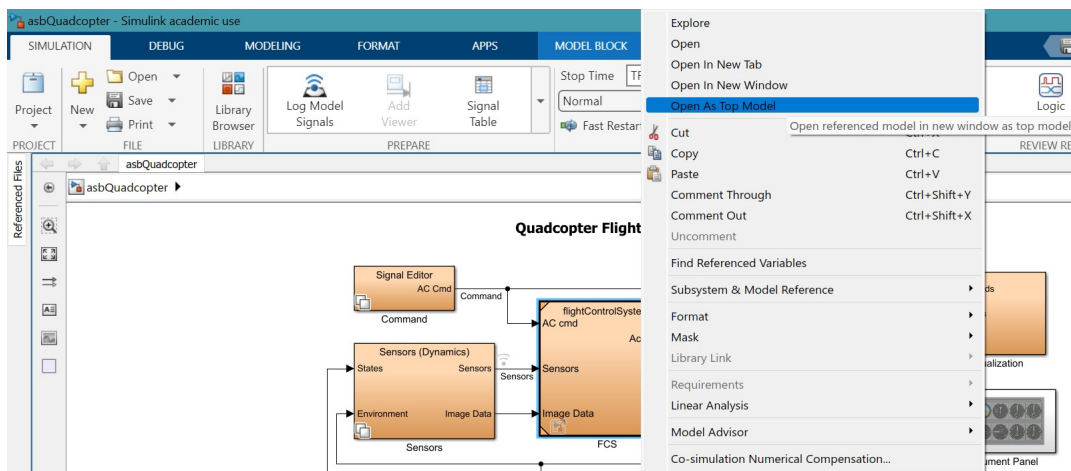 asbQuadcopter - Simulink academic use
SIMULATION DEBUG MODELING FORMAT APPS MODEL BLOCK
Project
New
Open
Save
Print
Library
Browser
Log Model
Signals
Add
Viewer
Signal
Table
Stop Time
Normal
Fast Restar
Logic
PROJECT FILE LIBRARY PREPARE REVIEW RE
Referenced Files
asbQuadcopter
asbQuadcopter
Quadcopter Flight
Signal Editor
AC Cmd
Command
Command
Sensors (Dynamics)
States
Sensors
Environment
Image Data
Sensors
Sensors
flightControlSyste
AC cmd
Ac
Sensors
Image Data
FCS
Explore
Open
Open In New Tab
Open In New Window
Open As Top Model
Open referenced model in new window as top model
Cut
Copy Ctrl+C
Paste Ctrl+V
Comment Through Ctrl+Shift+Y
Comment Out Ctrl+Shift+X
Uncomment
Find Referenced Variables
Subsystem & Model Reference
Format
Mask
Library Link
Requirements
Linear Analysis
Model Advisor
Co-simulation Numerical Compensation...
ds
ialization
ument Panel